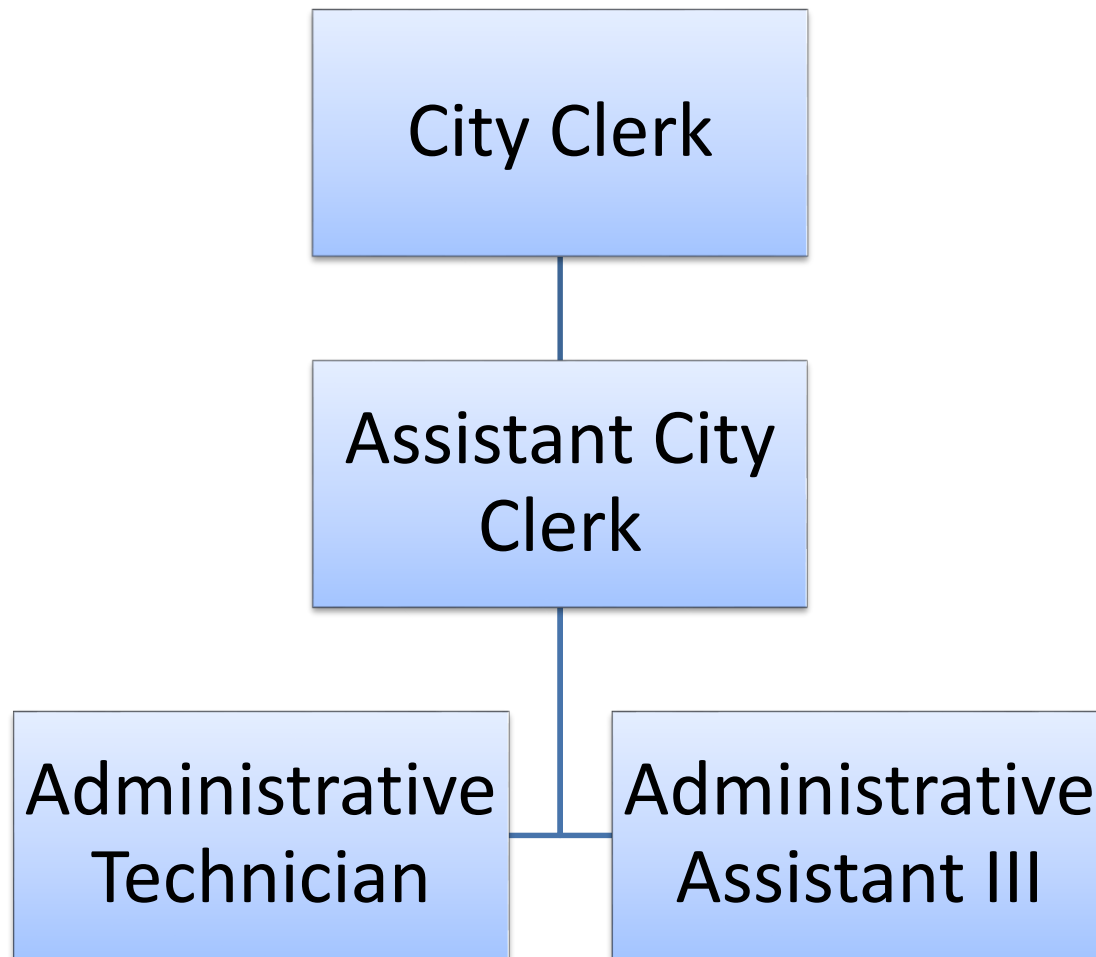 City Clerk
Assistant City
Clerk
Administrative
Technician
Administrative
Assistant III